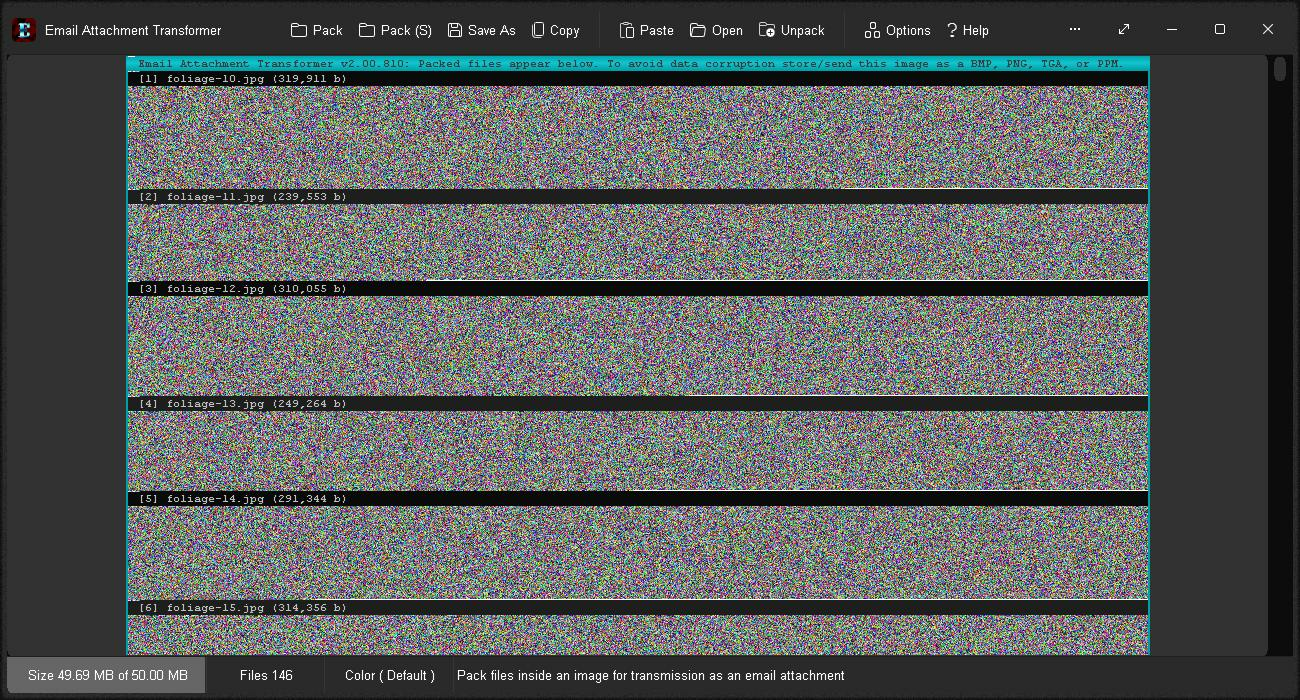 Email Attachment Transformer Pack Pack (S) Save As Copy Paste Open Unpack Options ? Help ...
Email Attachment Transformer v2.00.810: Packed files appear below. To avoid data corruption store/send this image as a BMP, PNG, TGA, or PPM.
[1] foliage-10.jpg (319,911 b)
[2] foliage-11.jpg (239,553 b)
[3] foliage-12.jpg (310,055 b)
[4] foliage-13.jpg (249,264 b)
[5] foliage-14.jpg (291,344 b)
[6] foliage-15.jpg (314,356 b)
Size 49.69 MB of 50.00 MB Files 146 Color ( Default ) Pack files inside an image for transmission as an email attachment